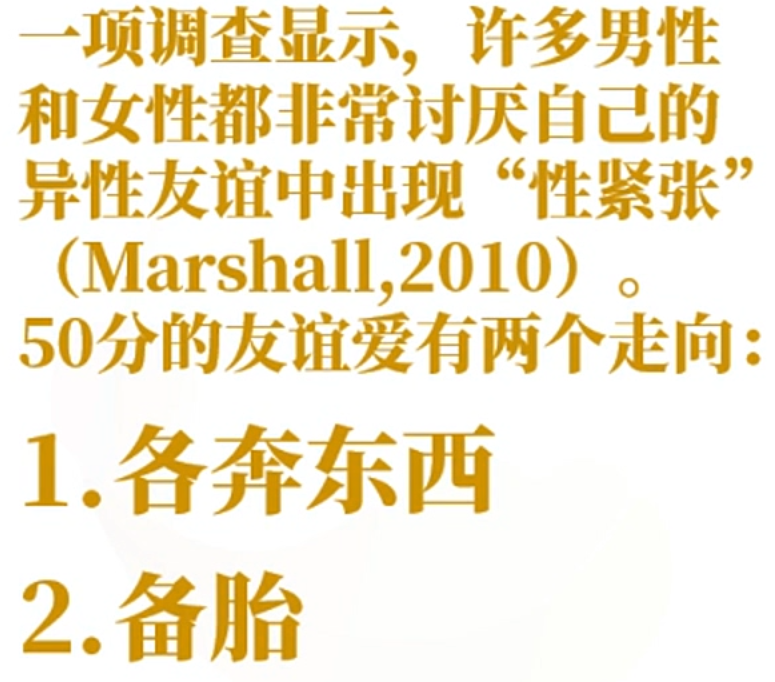 一项调查显示，许多男性
和女性都非常讨厌自己的
异性友谊中出现“性紧张”
（Marshall,2010）。
50分的友谊爱有两个走向：
1.各奔东西
2.备胎